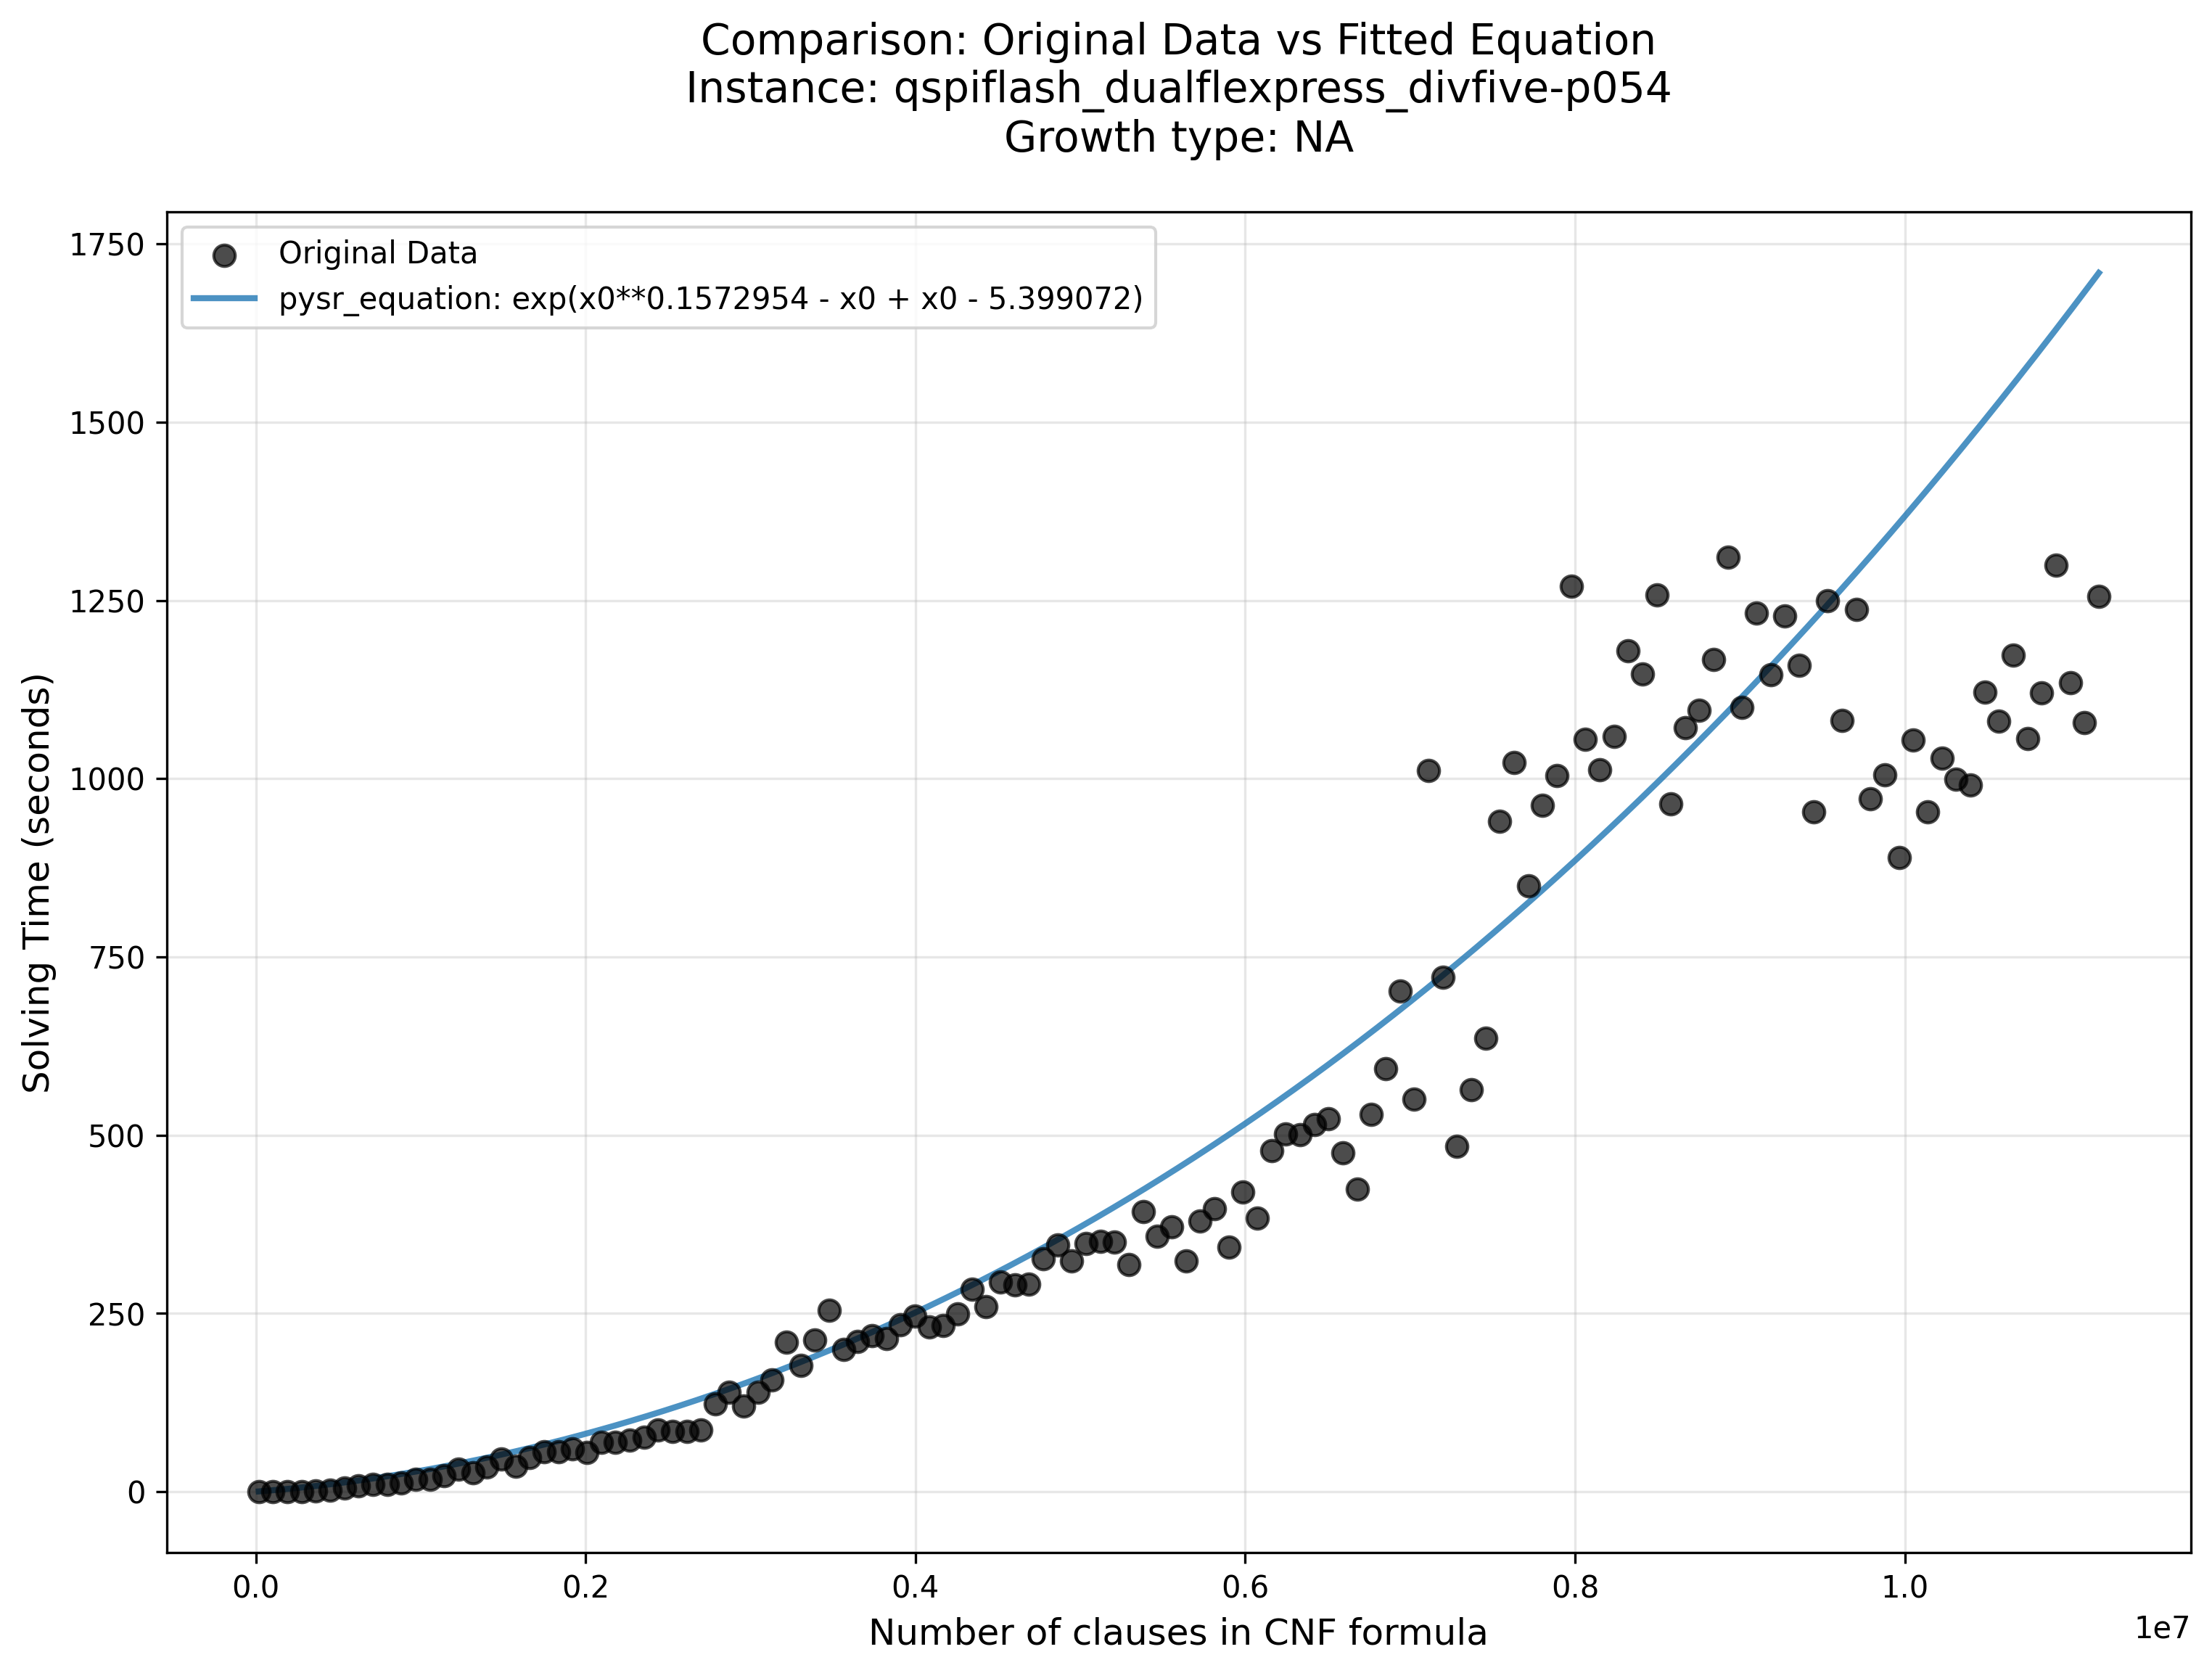 Comparison: Original Data vs Fitted Equation
Instance: qspiflash_dualflexpress_divfive-p054
Growth type: NA
Original Data
pysr_equation: exp(x0**0.1572954 - x0 + x0 - 5.399072)
1750
1500
1250
1000
750
500
250
0
Solving Time (seconds)
0.0 0.2 0.4 0.6 0.8 1.0
1e7
Number of clauses in CNF formula